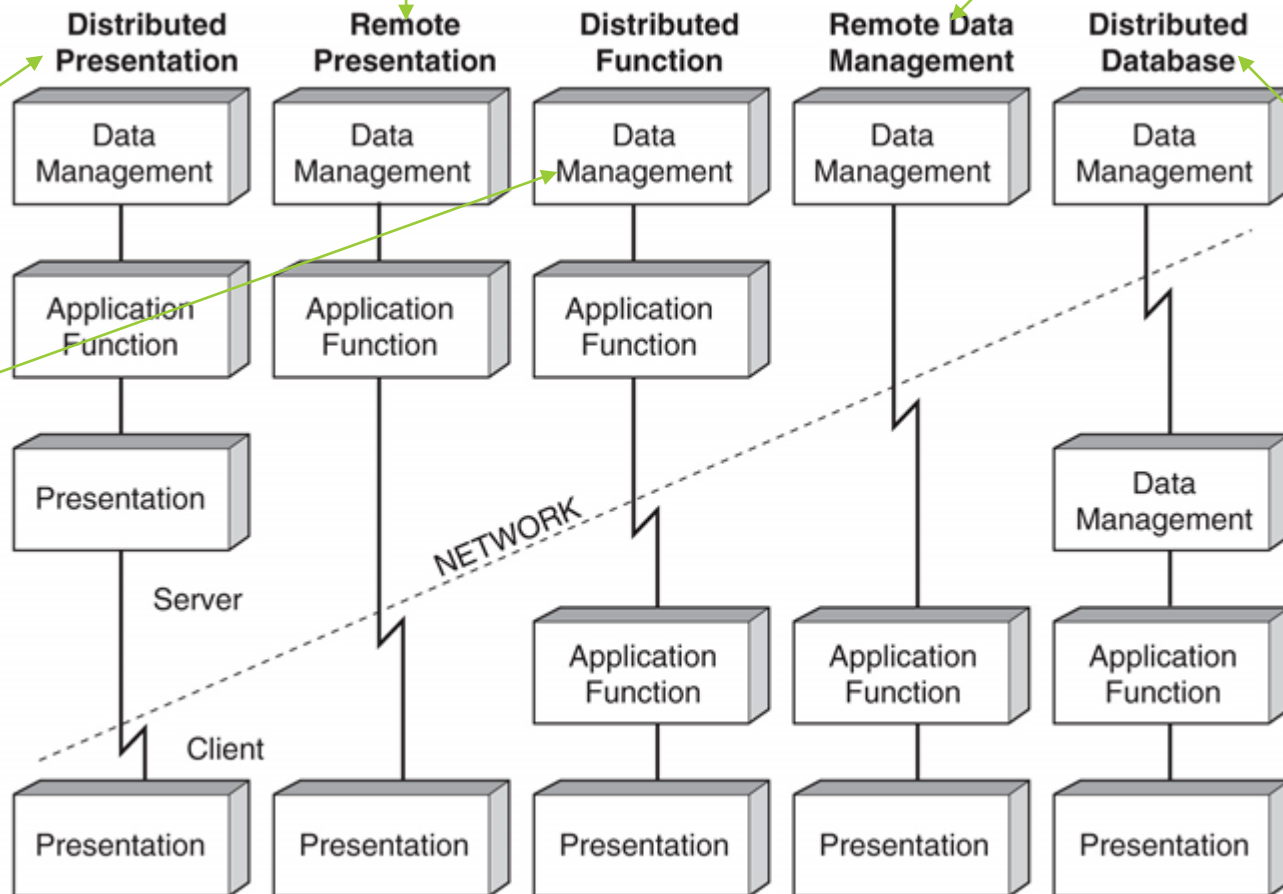 Distributed
Presentation
Remote
Presentation
Distributed
Function
Remote Data
Management
Distributed
Database
Data
Management
Data
Management
Data
Management
Data
Management
Data
Management
Application
Function
Application
Function
Application
Function
Presentation
Data
Management
NETWORK
Server
Application
Function
Application
Function
Application
Function
Client
Presentation
Presentation
Presentation
Presentation
Presentation